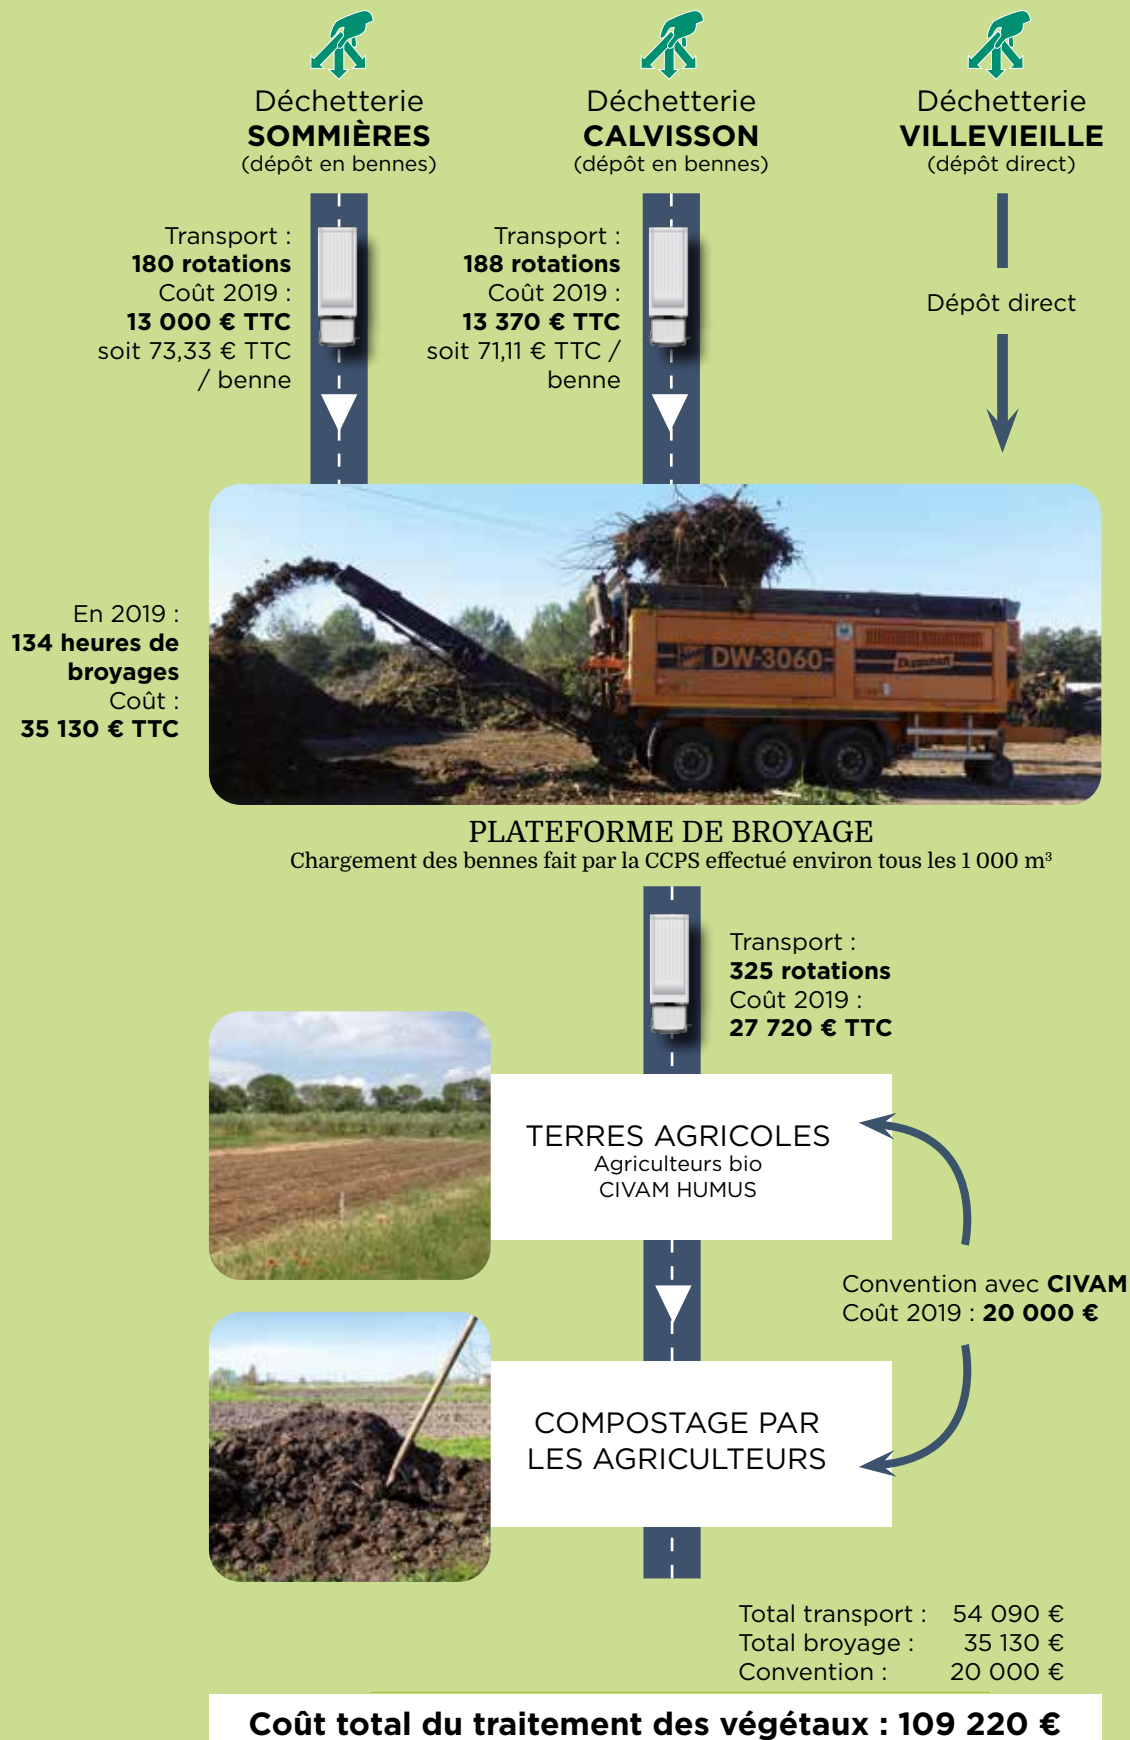 Déchetterie
SOMMIÈRES
(dépôt en bennes)
Déchetterie
CALVISSON
(dépôt en bennes)
Déchetterie
VILLEVIEILLE
(dépôt direct)
Transport :
180 rotations
Coût 2019 :
13 000 € TTC
soit 73,33 € TTC
/ benne
Transport :
188 rotations
Coût 2019 :
13 370 € TTC
soit 71,11 € TTC /
benne
Dépôt direct
En 2019 :
134 heures de
broyages
Coût :
35 130 € TTC
DW-3060
Doppstadt
PLATEFORME DE BROYAGE
Chargement des bennes fait par la CCPS effectué environ tous les 1 000 m³
Transport :
325 rotations
Coût 2019 :
27 720 € TTC
TERRES AGRICOLES
Agriculteurs bio
CIVAM HUMUS
Convention avec CIVAM
Coût 2019 : 20 000 €
COMPOSTAGE PAR
LES AGRICULTEURS
Total transport : 54 090 €
Total broyage : 35 130 €
Convention : 20 000 €
Coût total du traitement des végétaux : 109 220 €